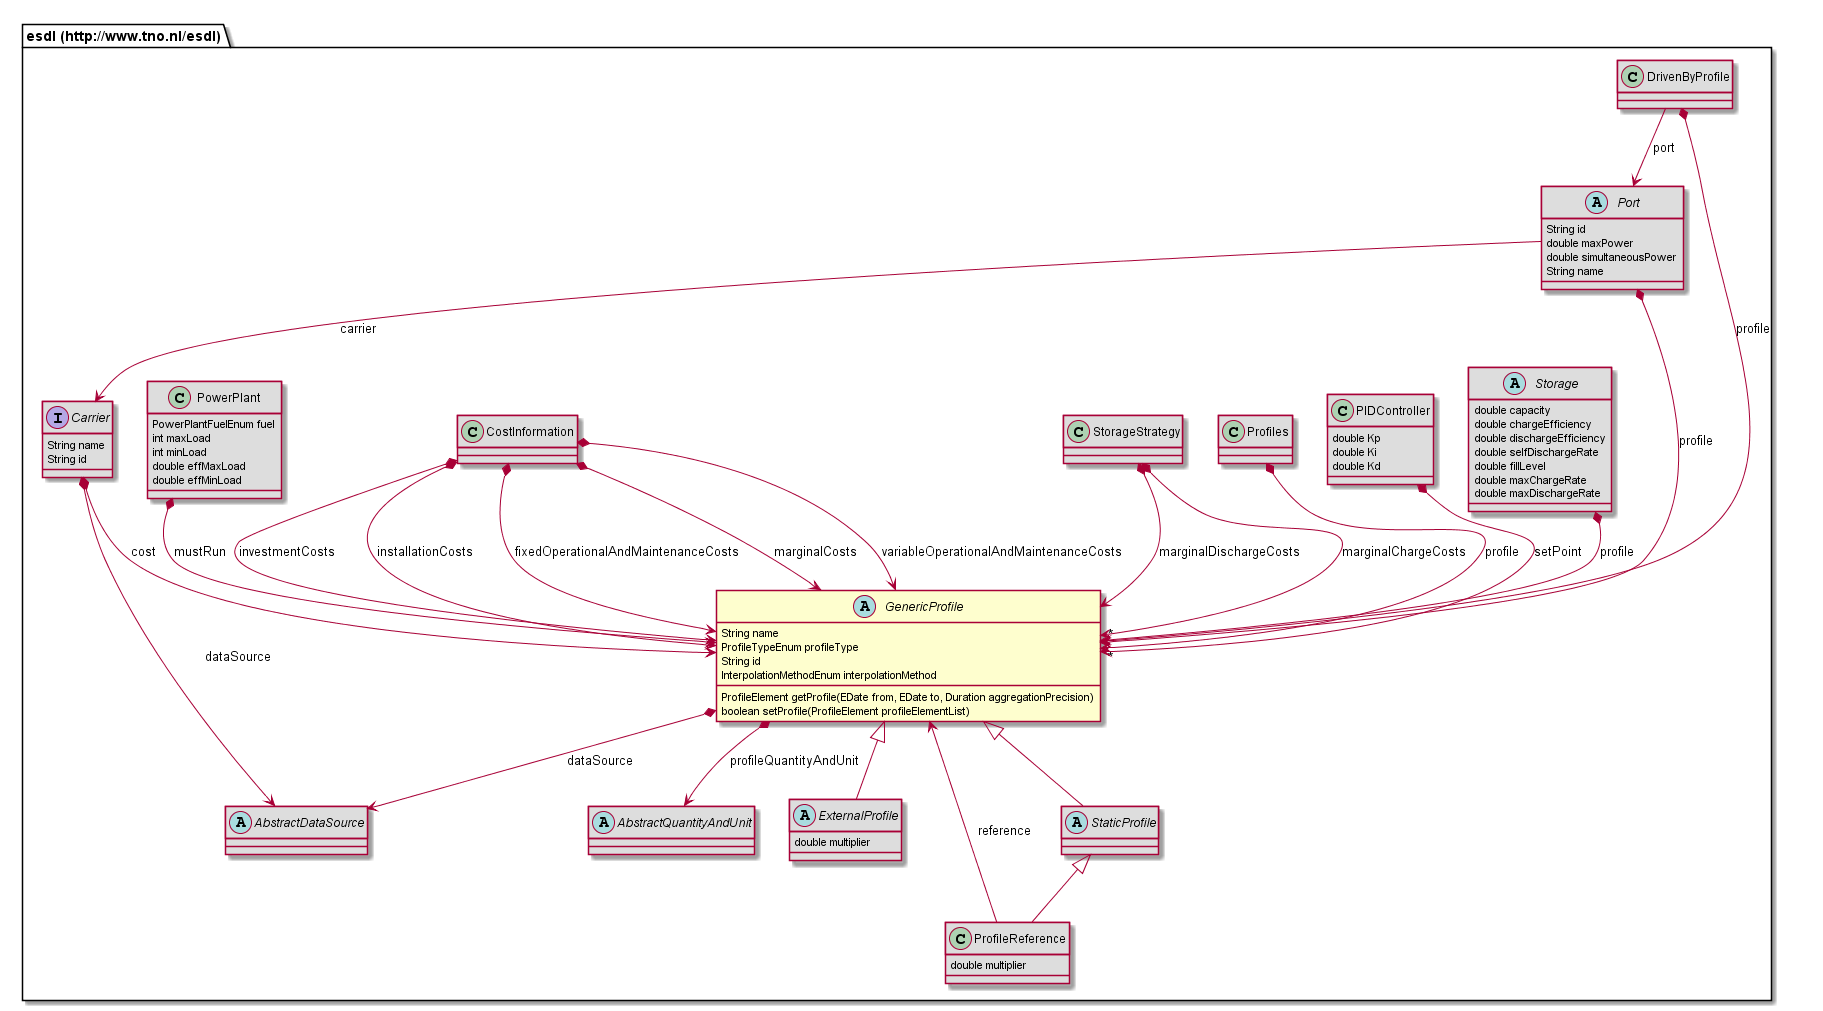 esdl (http://www.tno.nl/esdl)
C DrivenByProfile
port
A Port
String id
double maxPower
double simultaneousPower
String name
carrier
profile
profile
I Carrier
String name
String id
C PowerPlant
PowerPlantFuelEnum fuel
int maxLoad
int minLoad
double effMaxLoad
double effMinLoad
C CostInformation
C StorageStrategy
C Profiles
C PIDController
double Kp
double Ki
double Kd
A Storage
double capacity
double chargeEfficiency
double dischargeEfficiency
double selfDischargeRate
double fillLevel
double maxChargeRate
double maxDischargeRate
cost
mustRun
investmentCosts
installationCosts
fixedOperationalAndMaintenanceCosts
marginalCosts
variableOperationalAndMaintenanceCosts
marginalDischargeCosts
marginalChargeCosts
profile
setPoint
profile
A GenericProfile
String name
ProfileTypeEnum profileType
String id
InterpolationMethodEnum interpolationMethod
ProfileElement getProfile(EDate from, EDate to, Duration aggregationPrecision)
boolean setProfile(ProfileElement profileElementList)
*
*
dataSource
dataSource
profileQuantityAndUnit
A AbstractDataSource
A AbstractQuantityAndUnit
A ExternalProfile
double multiplier
reference
A StaticProfile
C ProfileReference
double multiplier